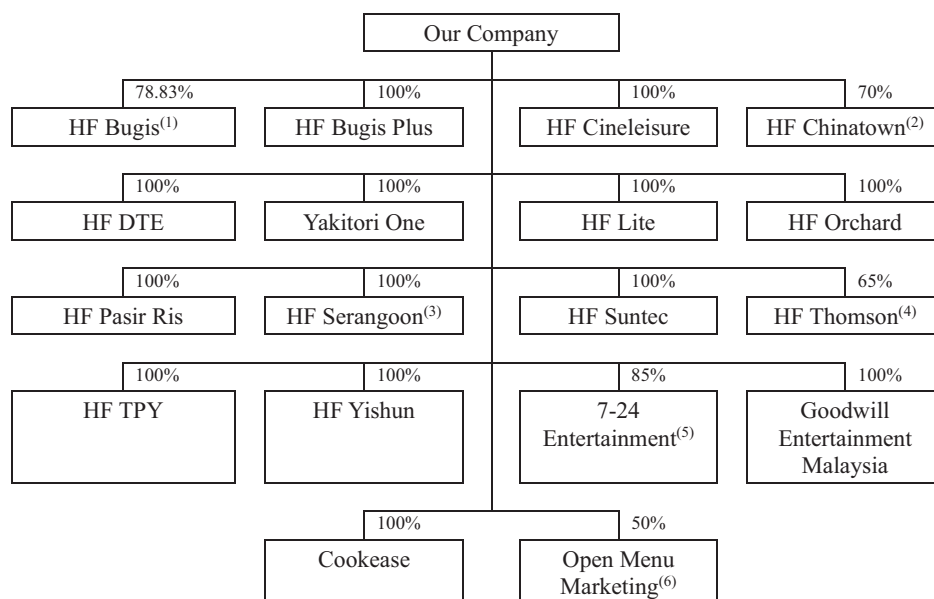 Our Company
78.83% 100% 100% 70%
HF Bugis(1) HF Bugis Plus HF Cineleisure HF Chinatown(2)
100% 100% 100% 100%
HF DTE Yakitori One HF Lite HF Orchard
100% 100% 100% 65%
HF Pasir Ris HF Serangoon(3) HF Suntec HF Thomson(4)
100% 100% 85% 100%
HF TPY HF Yishun 7-24 Goodwill
Entertainment(5) Entertainment
Malaysia
100% 50%
Cookease Open Menu
Marketing(6)